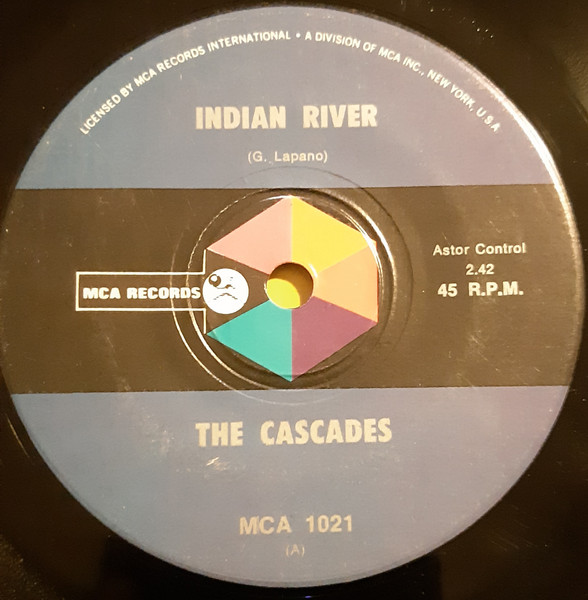 LICENSED BY MCA RECORDS INTERNATIONAL • A DIVISION OF MCA INC., NEW YORK, U.S.A.
INDIAN RIVER
(G. Lapano)
Astor Control
2.42
45 R.P.M.
MCA RECORDS
THE CASCADES
MCA 1021
(A)